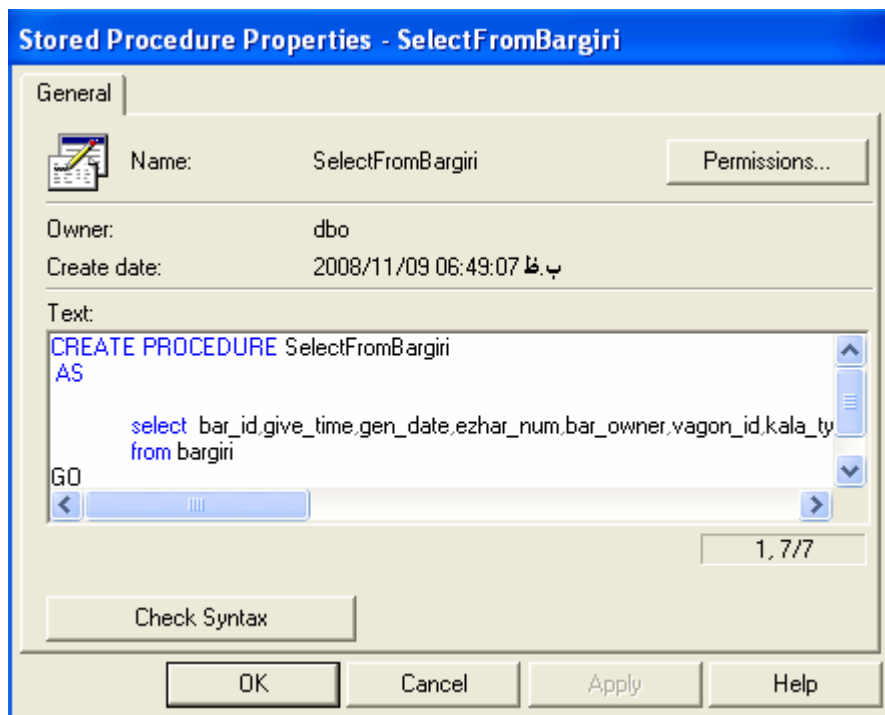 Stored Procedure Properties - SelectFromBargiri
General
Name: SelectFromBargiri Permissions...
Owner: dbo
Create date: 2008/11/09 06:49:07 ب.ظ
Text:
CREATE PROCEDURE SelectFromBargiri
AS
select bar_id,give_time,gen_date,ezhar_num,bar_owner,vagon_id,kala_ty
from bargiri
GO
1, 7/7
Check Syntax
OK Cancel Apply Help